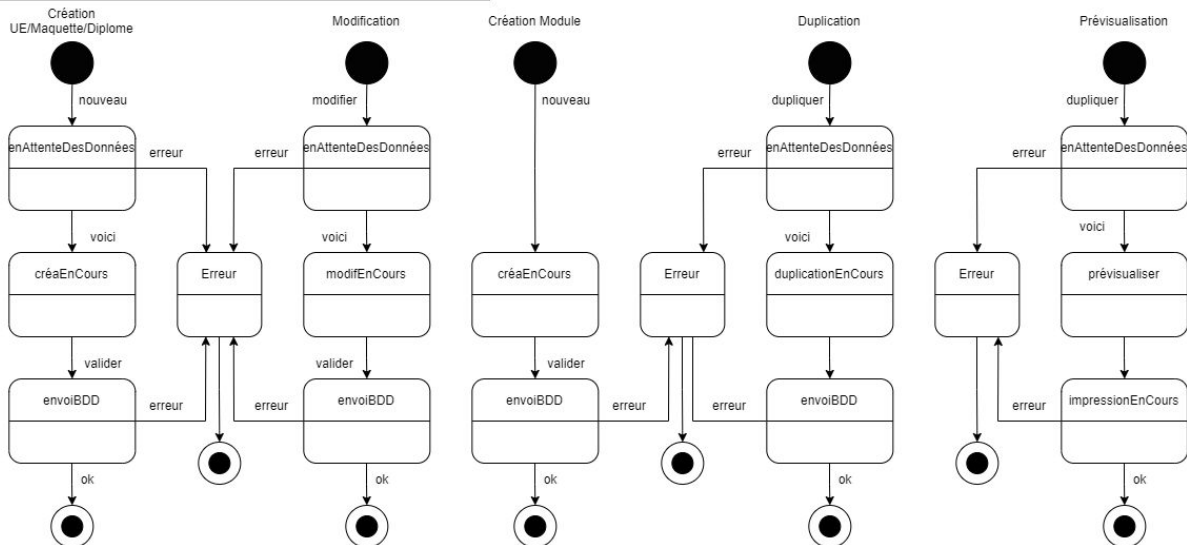 Création
UE/Maquette/Diplome
Modification
Création Module
Duplication
Prévisualisation
nouveau
modifier
nouveau
dupliquer
dupliquer
enAttenteDesDonnées
erreur
erreur
enAttenteDesDonnées
erreur
enAttenteDesDonnées
erreur
enAttenteDesDonnées
voici
voici
voici
voici
créaEnCours
Erreur
modifEnCours
créaEnCours
Erreur
duplicationEnCours
Erreur
prévisualiser
valider
valider
valider
envoiBDD
erreur
erreur
envoiBDD
envoiBDD
erreur
erreur
envoiBDD
erreur
impressionEnCours
ok
ok
ok
ok
ok